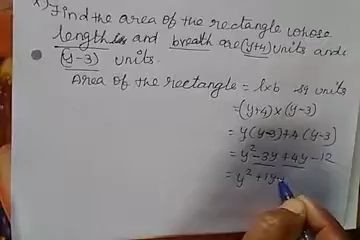 Find the area of the rectangle whose
length is and breath are (y+4) units and
(y-3) units.
Area of the rectangle = l×b sq units
= (y+4) × (y-3)
= y(y-3)+4(y-3)
= y² -3y +4y -12
= y² +1y